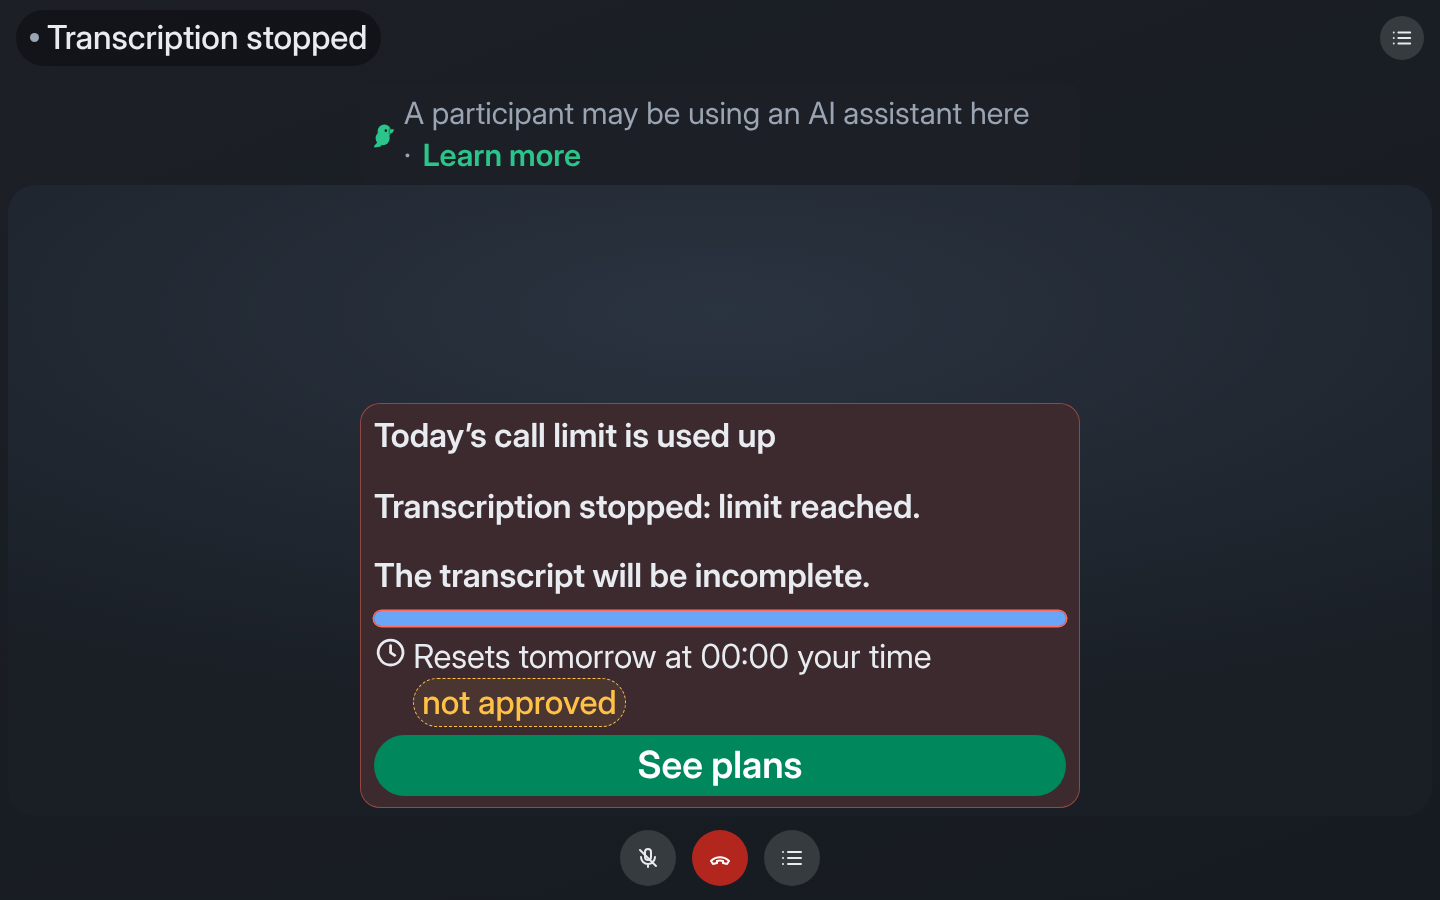 Transcription stopped
A participant may be using an AI assistant here
· Learn more
Today’s call limit is used up
Transcription stopped: limit reached.
The transcript will be incomplete.
Resets tomorrow at 00:00 your time
not approved
See plans